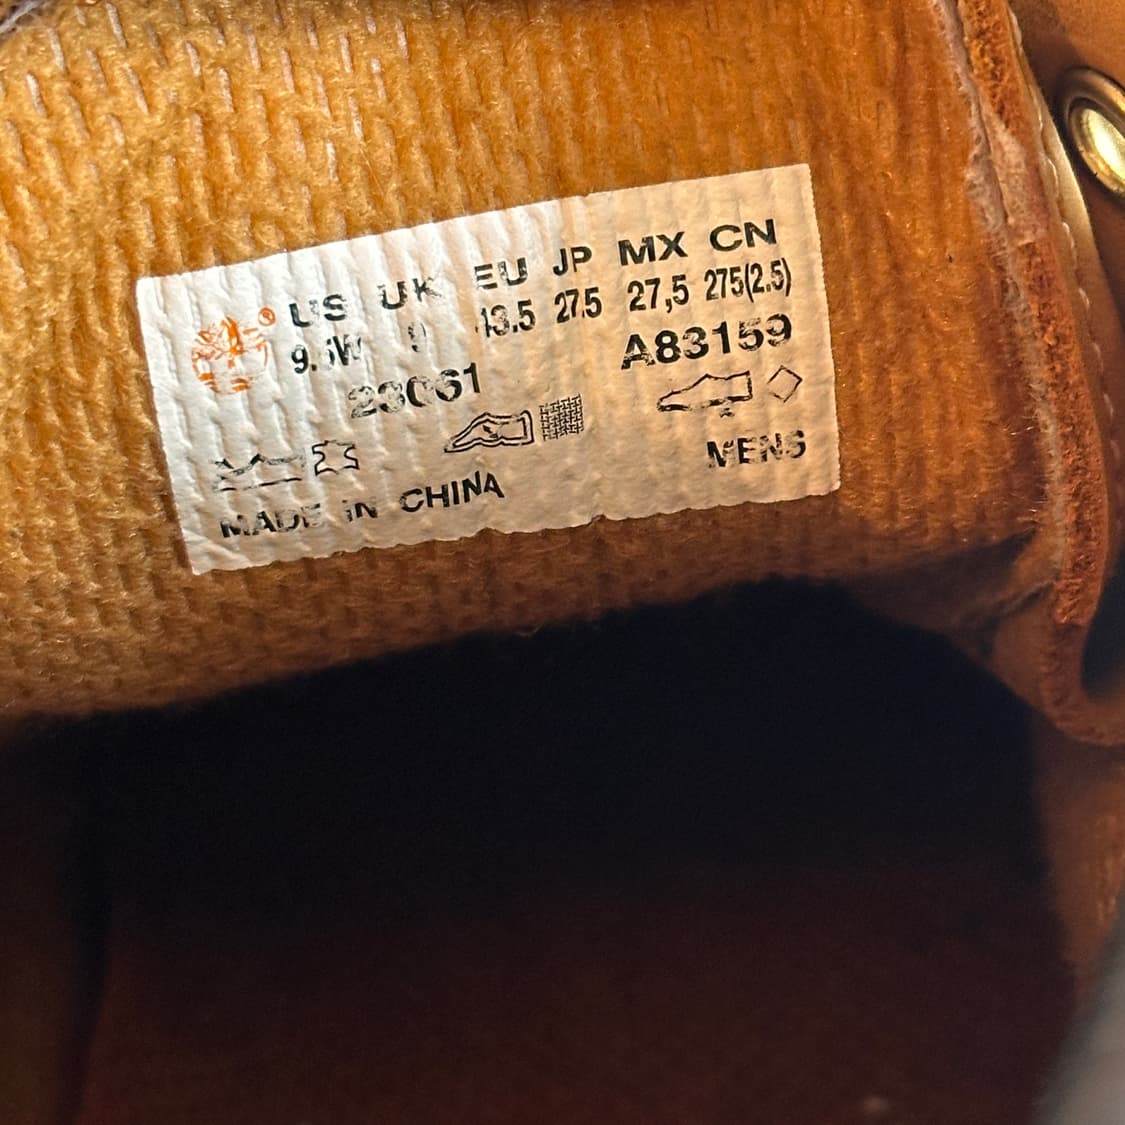 ® US UK EU JP MX CN
9.5W 9 43.5 27.5 27,5 275(2.5)
23061 A83159
MENS
MADE IN CHINA